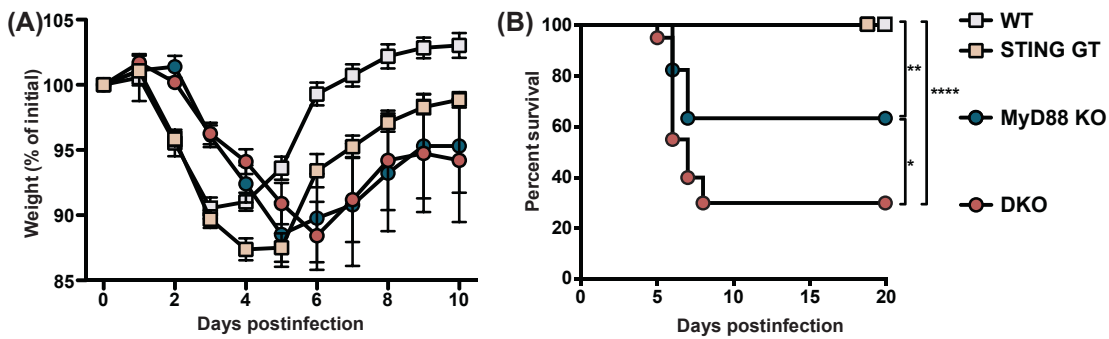 (A)
Weight (% of initial)
105
100
95
90
85
0 2 4 6 8 10
Days postinfection
(B)
Percent survival
100
80
60
40
20
0
0 5 10 15 20
Days postinfection
**
*
****
WT
STING GT
MyD88 KO
DKO